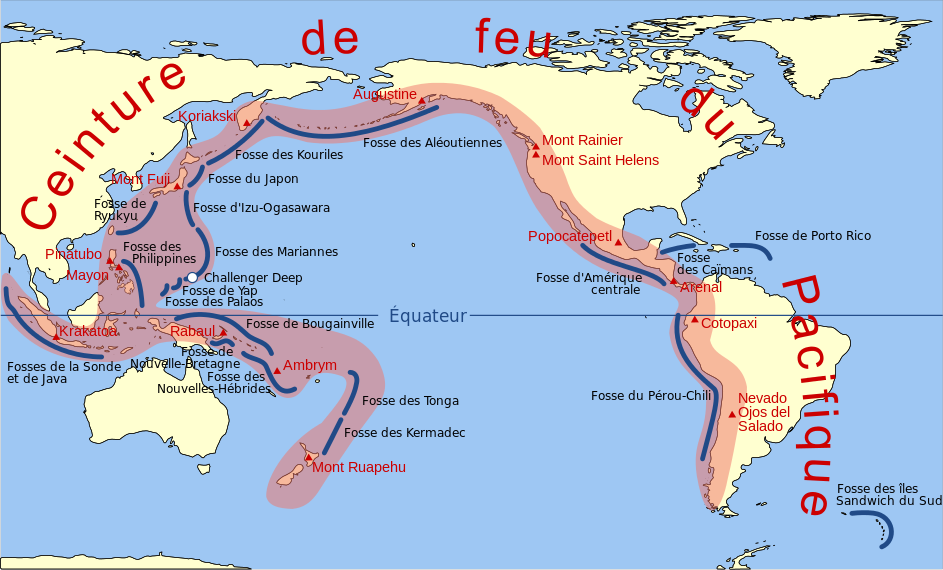 Ceinture de feu du Pacifique
Augustine
Koriakski
Fosse des Aléoutiennes
Mont Rainier
Mont Saint Helens
Fosse des Kouriles
Mont Fuji
Fosse du Japon
Fosse de
Ryukyu
Fosse d'Izu-Ogasawara
Popocatepetl
Fosse de Porto Rico
Pinatubo
Fosse des
Philippines
Fosse des Mariannes
Mayon
Fosse
des Caïmans
Challenger Deep
Fosse de Yap
Fosse des Palaos
Fosse d'Amérique
centrale
Arenal
Équateur
Krakatoa
Rabaul
Fosse de Bougainville
Cotopaxi
Fosse de
Nouvelle-Bretagne
Fosses de la Sonde
et de Java
Ambrym
Fosse des
Nouvelles-Hébrides
Fosse du Pérou-Chili
Fosse des Tonga
Nevado
Ojos del
Salado
Fosse des Kermadec
Mont Ruapehu
Fosse des îles
Sandwich du Sud